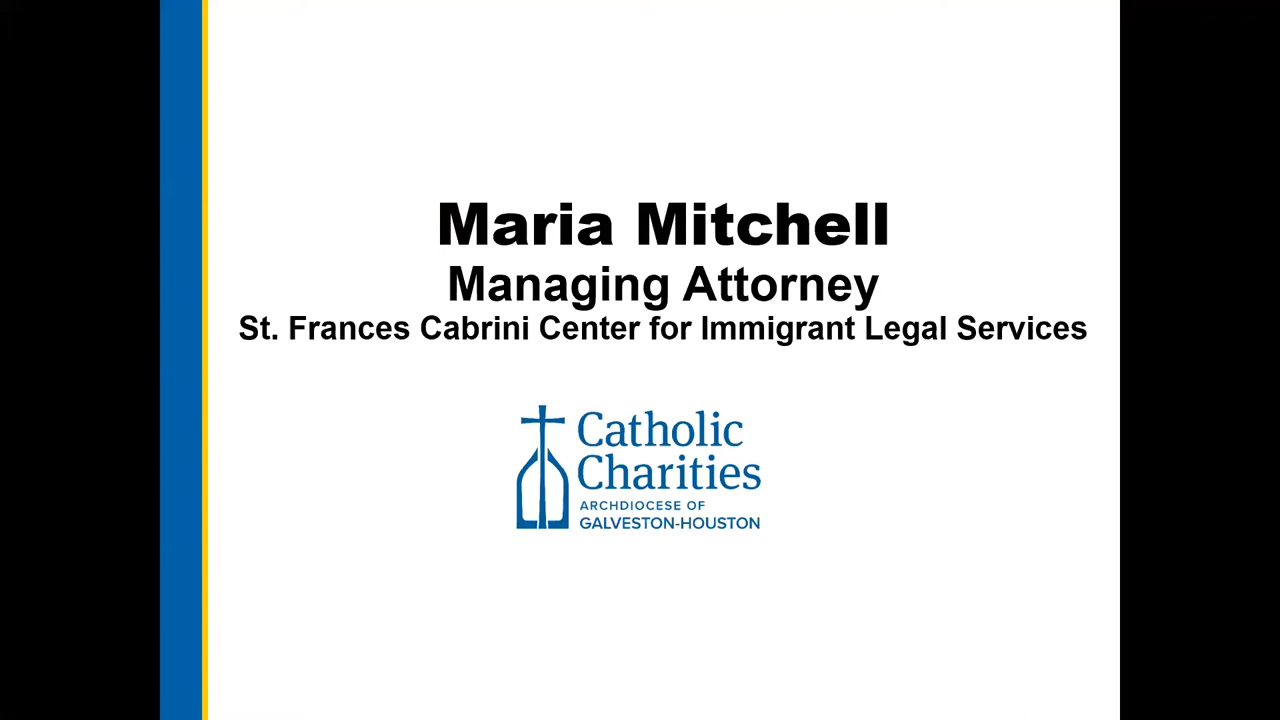 Maria Mitchell
Managing Attorney
St. Frances Cabrini Center for Immigrant Legal Services
Catholic
Charities
ARCHDIOCESE OF
GALVESTON-HOUSTON